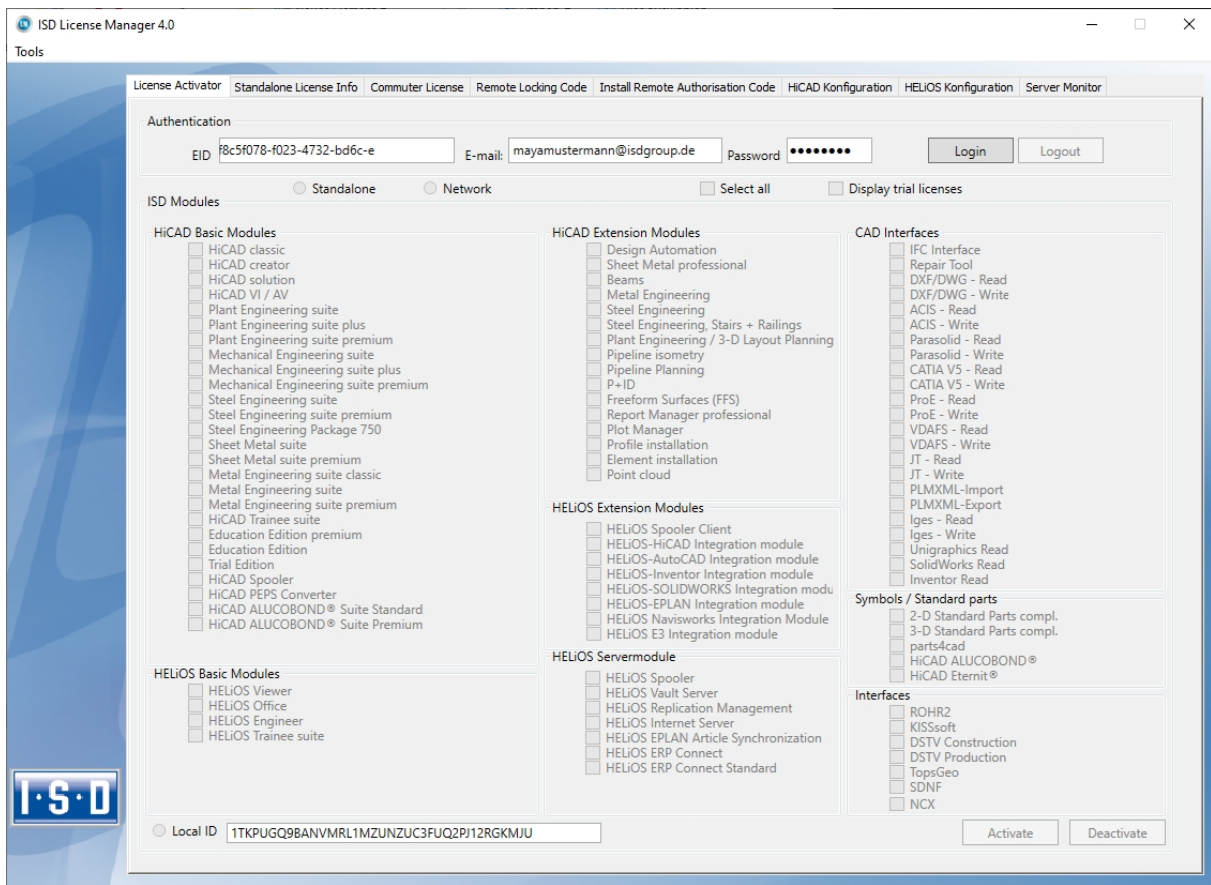 ISD License Manager 4.0
Tools
License Activator Standalone License Info Commuter License Remote Locking Code Install Remote Authorisation Code HiCAD Konfiguration HELiOS Konfiguration Server Monitor
Authentication
EID f8c5f078-f023-4732-bd6c-e E-mail: mayamustermann@isdgroup.de Password ●●●●●●●● Login Logout
Standalone Network Select all Display trial licenses
ISD Modules
HiCAD Basic Modules
HiCAD classic
HiCAD creator
HiCAD solution
HiCAD VI / AV
Plant Engineering suite
Plant Engineering suite plus
Plant Engineering suite premium
Mechanical Engineering suite
Mechanical Engineering suite plus
Mechanical Engineering suite premium
Steel Engineering suite
Steel Engineering suite premium
Steel Engineering Package 750
Sheet Metal suite
Sheet Metal suite premium
Metal Engineering suite classic
Metal Engineering suite
Metal Engineering suite premium
HiCAD Trainee suite
Education Edition premium
Education Edition
Trial Edition
HiCAD Spooler
HiCAD PEPS Converter
HiCAD ALUCOBOND® Suite Standard
HiCAD ALUCOBOND® Suite Premium
HELiOS Basic Modules
HELiOS Viewer
HELiOS Office
HELiOS Engineer
HELiOS Trainee suite
HiCAD Extension Modules
Design Automation
Sheet Metal professional
Beams
Metal Engineering
Steel Engineering
Steel Engineering, Stairs + Railings
Plant Engineering / 3-D Layout Planning
Pipeline isometry
Pipeline Planning
P+ID
Freeform Surfaces (FFS)
Report Manager professional
Plot Manager
Profile installation
Element installation
Point cloud
HELiOS Extension Modules
HELiOS Spooler Client
HELiOS-HiCAD Integration module
HELiOS-AutoCAD Integration module
HELiOS-Inventor Integration module
HELiOS-SOLIDWORKS Integration modu
HELiOS-EPLAN Integration module
HELiOS Navisworks Integration Module
HELiOS E3 Integration module
HELiOS Servermodule
HELiOS Spooler
HELiOS Vault Server
HELiOS Replication Management
HELiOS Internet Server
HELiOS EPLAN Article Synchronization
HELiOS ERP Connect
HELiOS ERP Connect Standard
CAD Interfaces
IFC Interface
Repair Tool
DXF/DWG - Read
DXF/DWG - Write
ACIS - Read
ACIS - Write
Parasolid - Read
Parasolid - Write
CATIA V5 - Read
CATIA V5 - Write
ProE - Read
ProE - Write
VDAFS - Read
VDAFS - Write
JT - Read
JT - Write
PLMXML-Import
PLMXML-Export
Iges - Read
Iges - Write
Unigraphics Read
SolidWorks Read
Inventor Read
Symbols / Standard parts
2-D Standard Parts compl.
3-D Standard Parts compl.
parts4cad
HiCAD ALUCOBOND®
HiCAD Eternit®
Interfaces
ROHR2
KISSsoft
DSTV Construction
DSTV Production
TopsGeo
SDNF
NCX
I·S·D
Local ID 1TKPUGQ9BANVMRL1MZUNZUC3FUQ2PJ12RGKMJU Activate Deactivate